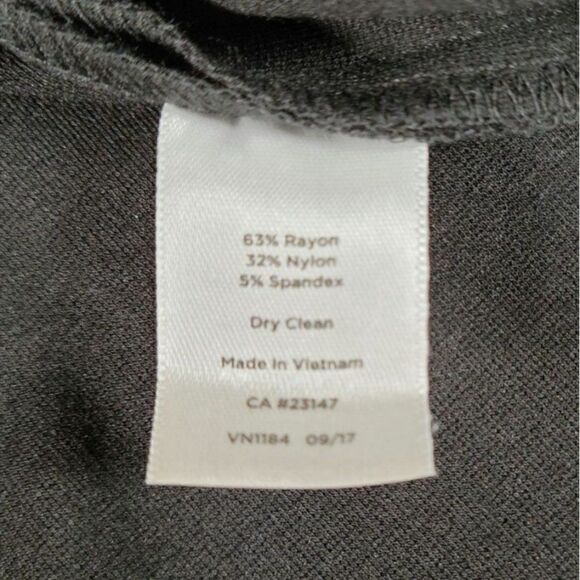 63% Rayon
32% Nylon
5% Spandex
Dry Clean
Made in Vietnam
CA #23147
VN1184 09/17